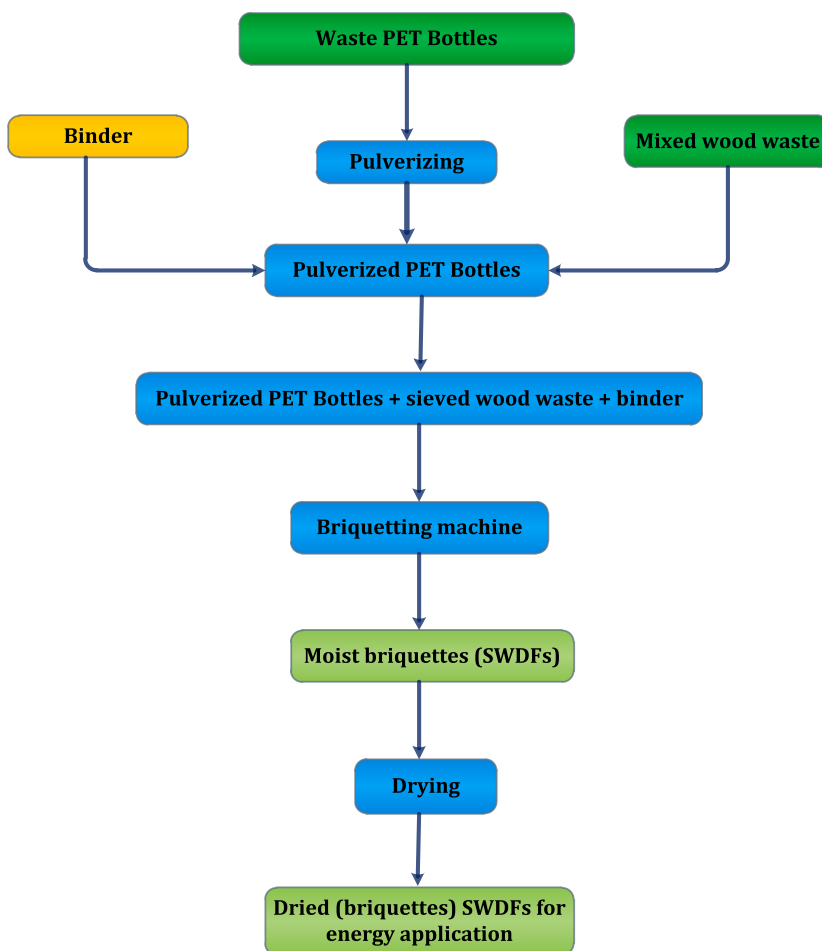 Waste PET Bottles
Binder
Pulverizing
Mixed wood waste
Pulverized PET Bottles
Pulverized PET Bottles + sieved wood waste + binder
Briquetting machine
Moist briquettes (SWDFs)
Drying
Dried (briquettes) SWDFs for
energy application